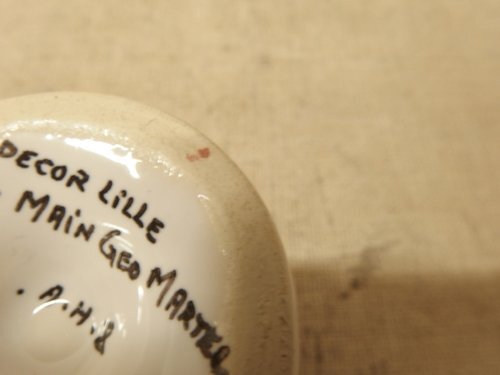 DECOR LILLE
MAIN GEO MARTEL
. A.H.8